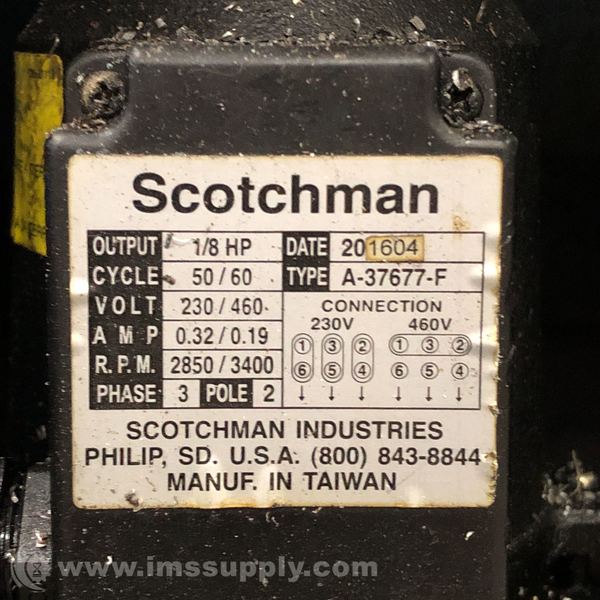 Scotchman
OUTPUT 1/8 HP DATE 201604
CYCLE 50/60 TYPE A-37677-F
VOLT 230/460 CONNECTION
AMP 0.32/0.19 230V 460V
R.P.M. 2850/3400 ① ③ ② ① ③ ②
PHASE 3 POLE 2 ⑥ ⑤ ④ ⑥ ⑤ ④
↓ ↓ ↓ ↓ ↓ ↓
SCOTCHMAN INDUSTRIES
PHILIP, SD. U.S.A. (800) 843-8844
MANUF. IN TAIWAN
www.imssupply.com